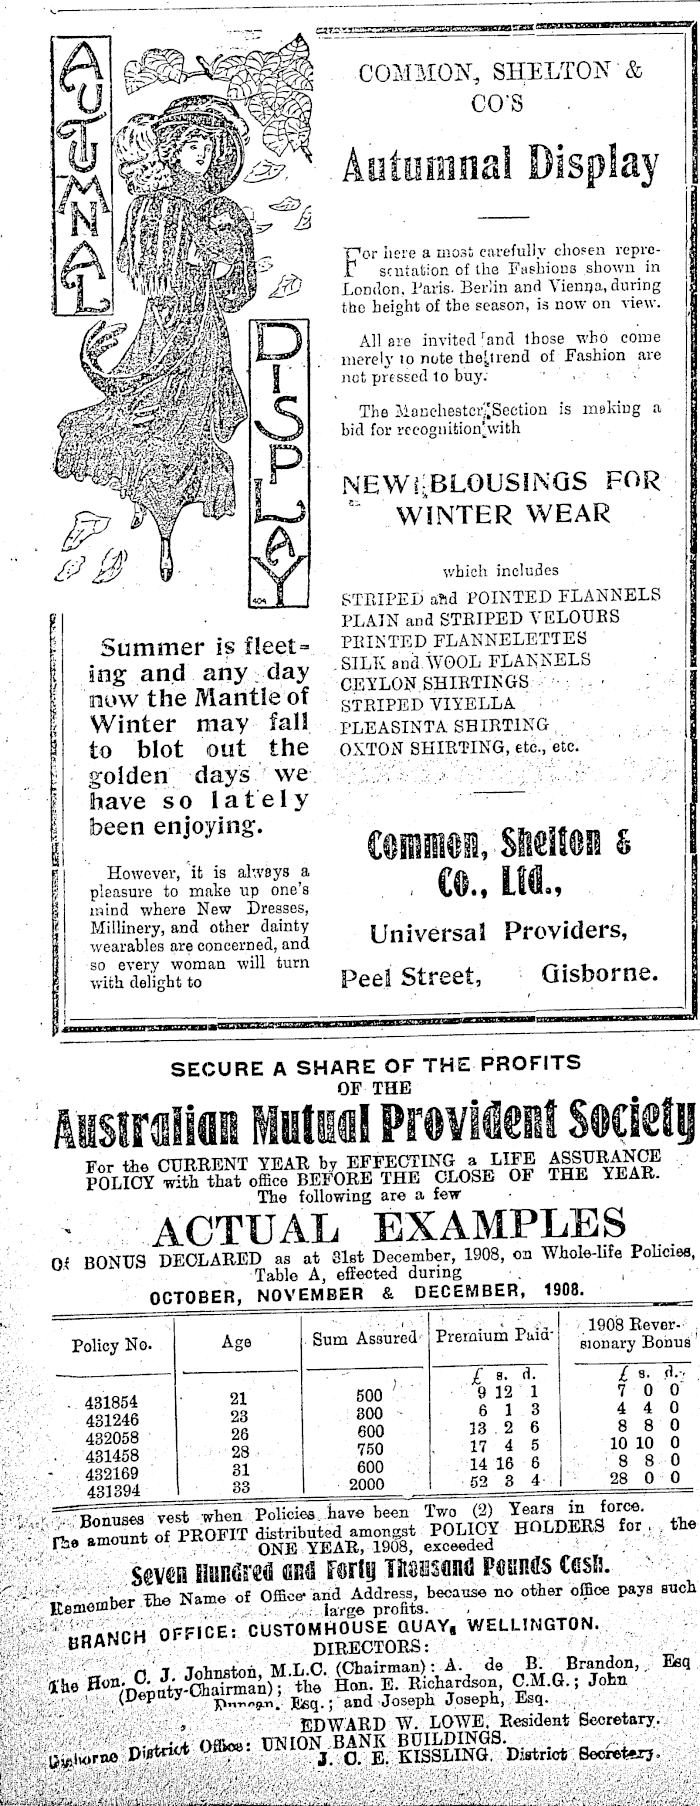 AUTUMNAL
DISPLAY
404
Summer is fleet-
ing and any day
now the Mantle of
Winter may fall
to blot out the
golden days we
have so lately
been enjoying.
However, it is always a
pleasure to make up one's
mind where New Dresses,
Millinery, and other dainty
wearables are concerned, and
so every woman will turn
with delight to
COMMON, SHELTON &
CO'S
Autumnal Display
For here a most carefully chosen repre-
sentation of the Fashions shown in
London, Paris, Berlin and Vienna, during
the height of the season, is now on view.
All are invited and those who come
merely to note the trend of Fashion are
not pressed to buy.
The Manchester Section is making a
bid for recognition with
NEW BLOUSINGS FOR
WINTER WEAR
which includes
STRIPED and POINTED FLANNELS
PLAIN and STRIPED VELOURS
PRINTED FLANNELETTES
SILK and WOOL FLANNELS
CEYLON SHIRTINGS
STRIPED VIYELLA
PLEASINTA SHIRTING
OXTON SHIRTING, etc., etc.
Common, Shelton &
Co., Ltd.,
Universal Providers,
Peel Street, Gisborne.
SECURE A SHARE OF THE PROFITS
OF THE
Australian Mutual Provident Society
For the CURRENT YEAR by EFFECTING a LIFE ASSURANCE
POLICY with that office BEFORE THE CLOSE OF THE YEAR.
The following are a few
ACTUAL EXAMPLES
Of BONUS DECLARED as at 31st December, 1908, on Whole-life Policies,
Table A, effected during
OCTOBER, NOVEMBER & DECEMBER, 1908.
Policy No. Age Sum Assured Premium Paid 1908 Rever-
sionary Bonus
£ s. d. £ s. d.
431854 21 500 9 12 1 7 0 0
431246 23 300 6 1 3 4 4 0
432058 26 600 13 2 6 8 8 0
431458 28 750 17 4 5 10 10 0
432169 31 600 14 16 6 8 8 0
431394 33 2000 52 3 4 28 0 0
Bonuses vest when Policies have been Two (2) Years in force.
The amount of PROFIT distributed amongst POLICY HOLDERS for the
ONE YEAR, 1908, exceeded
Seven Hundred and Forty Thousand Pounds Cash.
Remember the Name of Office and Address, because no other office pays such
large profits.
BRANCH OFFICE: CUSTOMHOUSE QUAY, WELLINGTON.
DIRECTORS:
The Hon. C. J. Johnston, M.L.C. (Chairman): A. de B. Brandon, Esq
(Deputy-Chairman); the Hon. E. Richardson, C.M.G.; John
Duncan, Esq.; and Joseph Joseph, Esq.
EDWARD W. LOWE, Resident Secretary.
Gisborne District Office: UNION BANK BUILDINGS.
J. C. E. KISSLING, District Secretary.